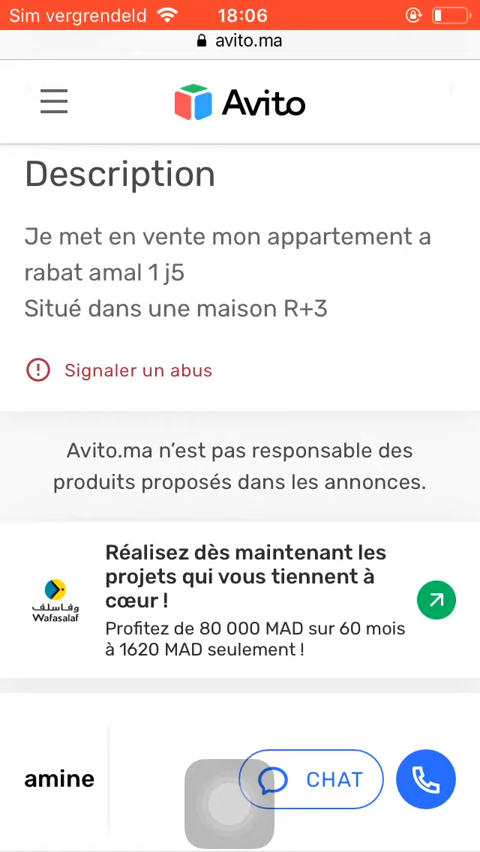 Sim vergrendeld 18:06
avito.ma
Avito
Description
Je met en vente mon appartement a
rabat amal 1 j5
Situé dans une maison R+3
Signaler un abus
Avito.ma n’est pas responsable des
produits proposés dans les annonces.
Réalisez dès maintenant les
projets qui vous tiennent à
cœur !
وفاسلف
Wafasalaf
Profitez de 80 000 MAD sur 60 mois
à 1620 MAD seulement !
amine
CHAT